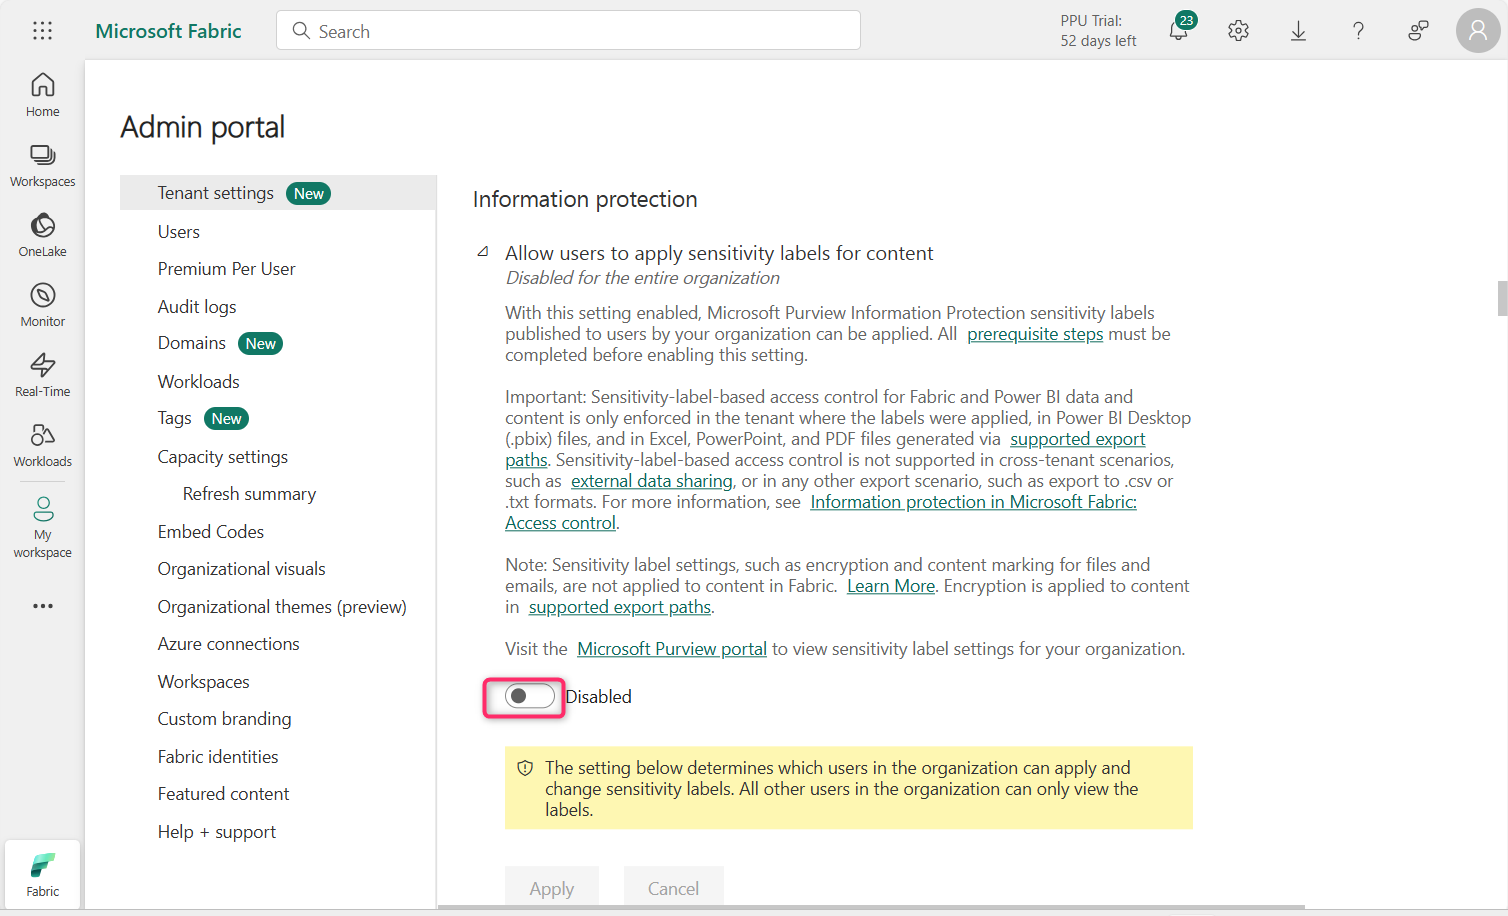 Microsoft Fabric
Search
PPU Trial:
52 days left
23
Home
Workspaces
OneLake
Monitor
Real-Time
Workloads
My
workspace
Fabric
Admin portal
Tenant settings New
Users
Premium Per User
Audit logs
Domains New
Workloads
Tags New
Capacity settings
Refresh summary
Embed Codes
Organizational visuals
Organizational themes (preview)
Azure connections
Workspaces
Custom branding
Fabric identities
Featured content
Help + support
Information protection
Allow users to apply sensitivity labels for content
Disabled for the entire organization
With this setting enabled, Microsoft Purview Information Protection sensitivity labels
published to users by your organization can be applied. All prerequisite steps must be
completed before enabling this setting.
Important: Sensitivity-label-based access control for Fabric and Power BI data and
content is only enforced in the tenant where the labels were applied, in Power BI Desktop
(.pbix) files, and in Excel, PowerPoint, and PDF files generated via supported export
paths. Sensitivity-label-based access control is not supported in cross-tenant scenarios,
such as external data sharing, or in any other export scenario, such as export to .csv or
.txt formats. For more information, see Information protection in Microsoft Fabric:
Access control.
Note: Sensitivity label settings, such as encryption and content marking for files and
emails, are not applied to content in Fabric. Learn More. Encryption is applied to content
in supported export paths.
Visit the Microsoft Purview portal to view sensitivity label settings for your organization.
Disabled
The setting below determines which users in the organization can apply and
change sensitivity labels. All other users in the organization can only view the
labels.
Apply Cancel